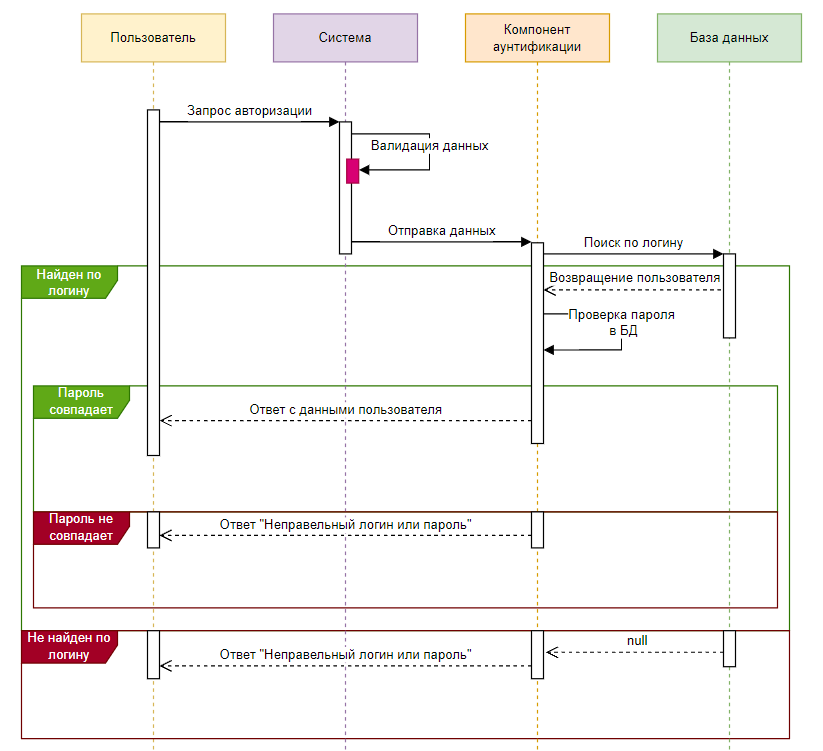 Пользователь
Система
Компонент
аунтификации
База данных
Запрос авторизации
Валидация данных
Отправка данных
Поиск по логину
Найден по
логину
Возвращение пользователя
Проверка пароля
в БД
Пароль
совпадает
Ответ с данными пользователя
Пароль не
совпадает
Ответ "Неправельный логин или пароль"
Не найден по
логину
null
Ответ "Неправельный логин или пароль"